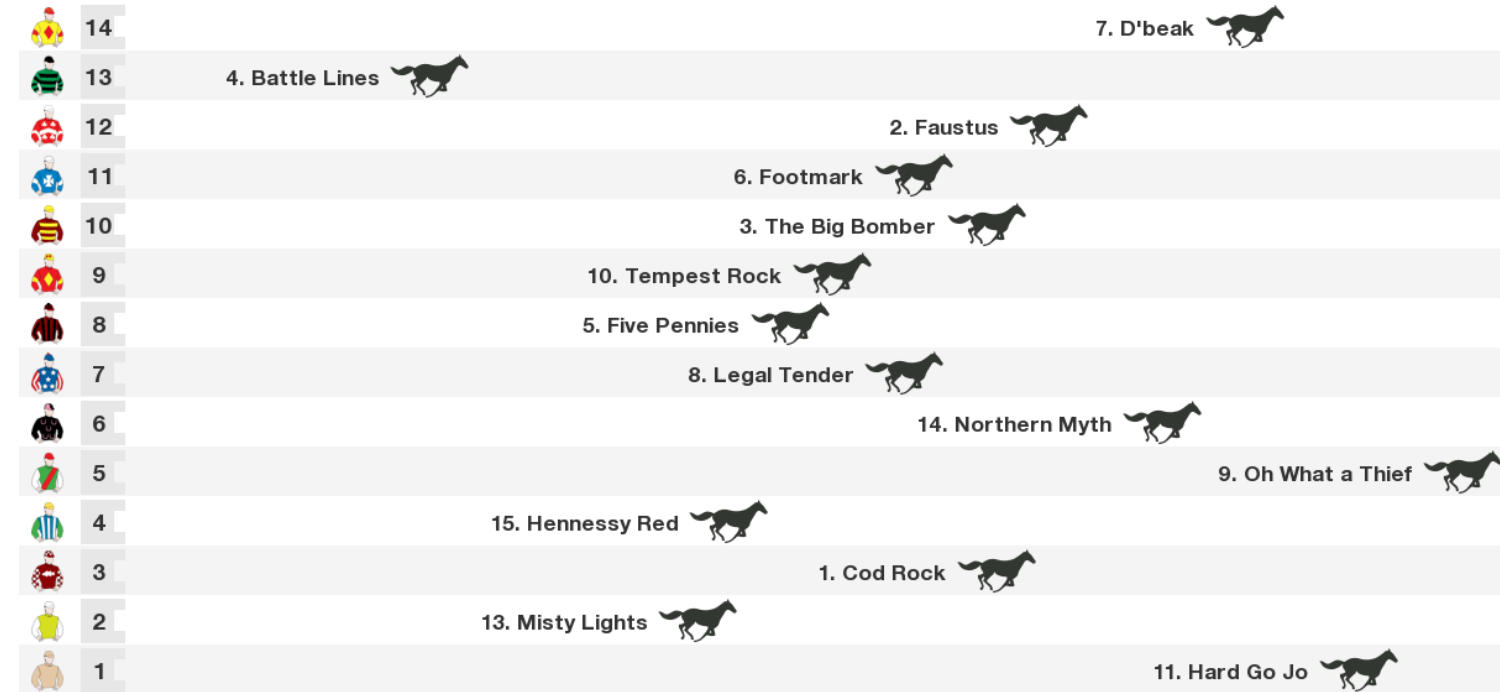 14 7. D'beak
13 4. Battle Lines
12 2. Faustus
11 6. Footmark
10 3. The Big Bomber
9 10. Tempest Rock
8 5. Five Pennies
7 8. Legal Tender
6 14. Northern Myth
5 9. Oh What a Thief
4 15. Hennessy Red
3 1. Cod Rock
2 13. Misty Lights
1 11. Hard Go Jo